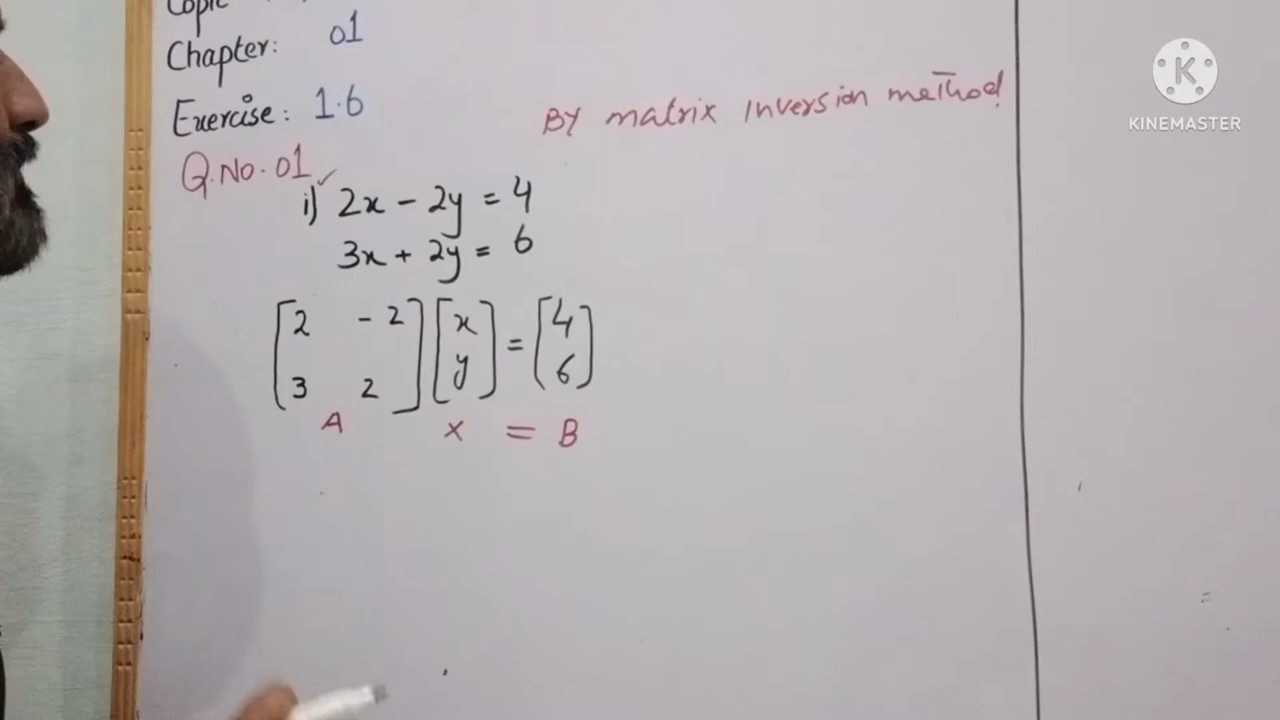 Topic
Chapter: 01
Exercise: 1.6
By matrix Inversion method
Q.No.01
i) 2x - 2y = 4
3x + 2y = 6
[2 -2] [x] = [4]
[3 2] [y] [6]
A X = B
K
KINEMASTER